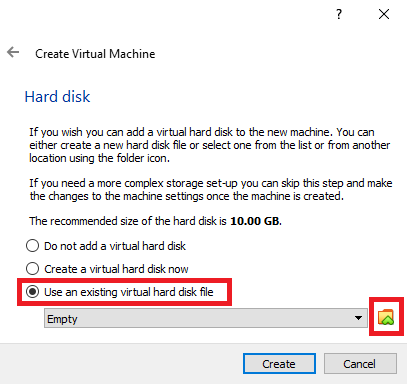 ?
Create Virtual Machine
Hard disk
If you wish you can add a virtual hard disk to the new machine. You can
either create a new hard disk file or select one from the list or from another
location using the folder icon.
If you need a more complex storage set-up you can skip this step and make
the changes to the machine settings once the machine is created.
The recommended size of the hard disk is 10.00 GB.
Do not add a virtual hard disk
Create a virtual hard disk now
Use an existing virtual hard disk file
Empty
Create Cancel